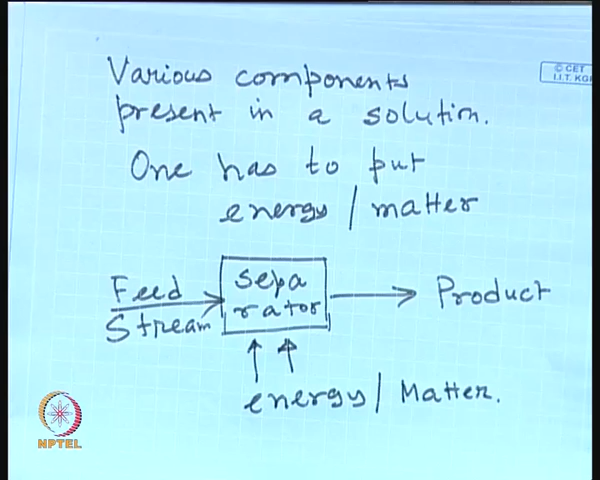 © CET
I.I.T. KGP
Various components
present in a solution.
One has to put
energy / matter
Feed
Stream
sepa
rator
Product
energy / Matter.
NPTEL